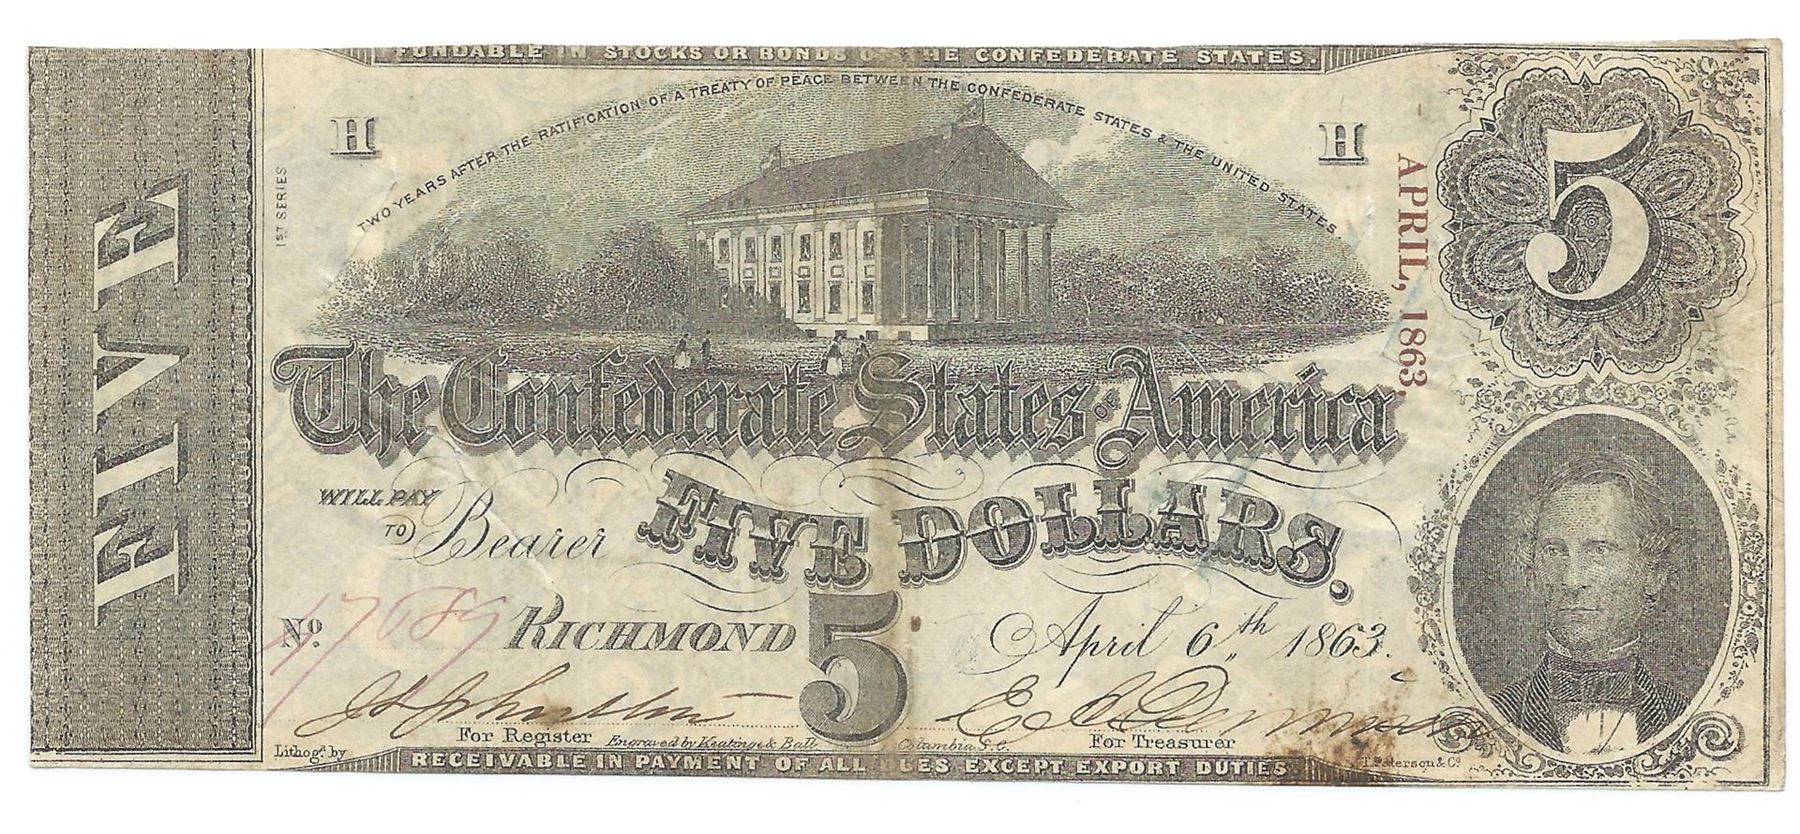 FUNDABLE IN STOCKS OR BONDS OF THE CONFEDERATE STATES.
TWO YEARS AFTER THE RATIFICATION OF A TREATY OF PEACE BETWEEN THE CONFEDERATE STATES & THE UNITED STATES.
H
H
5
1ST SERIES
APRIL, 1863.
FIVE
The Confederate States OF America
WILL PAY
TO Bearer
FIVE DOLLARS.
No.
RICHMOND 5 April 6th 1863.
For Register
Engraved by Keatinge & Ball Columbia S.C.
For Treasurer
Lithog'd by
RECEIVABLE IN PAYMENT OF ALL DUES EXCEPT EXPORT DUTIES
T. Paterson & Co